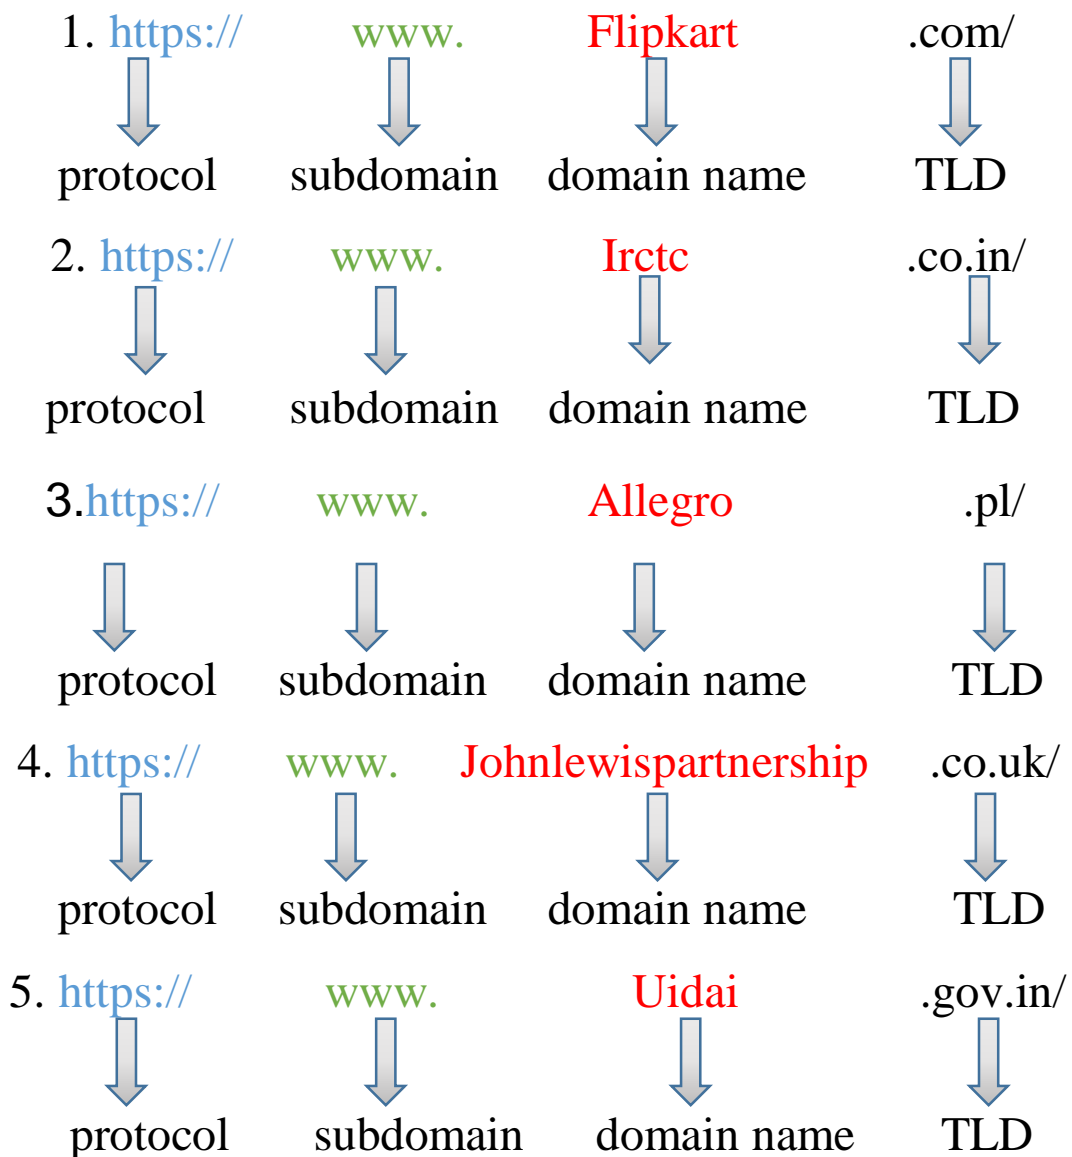 1. https:// www. Flipkart .com/
protocol subdomain domain name TLD
2. https:// www. Irctc .co.in/
protocol subdomain domain name TLD
3.https:// www. Allegro .pl/
protocol subdomain domain name TLD
4. https:// www. Johnlewispartnership .co.uk/
protocol subdomain domain name TLD
5. https:// www. Uidai .gov.in/
protocol subdomain domain name TLD